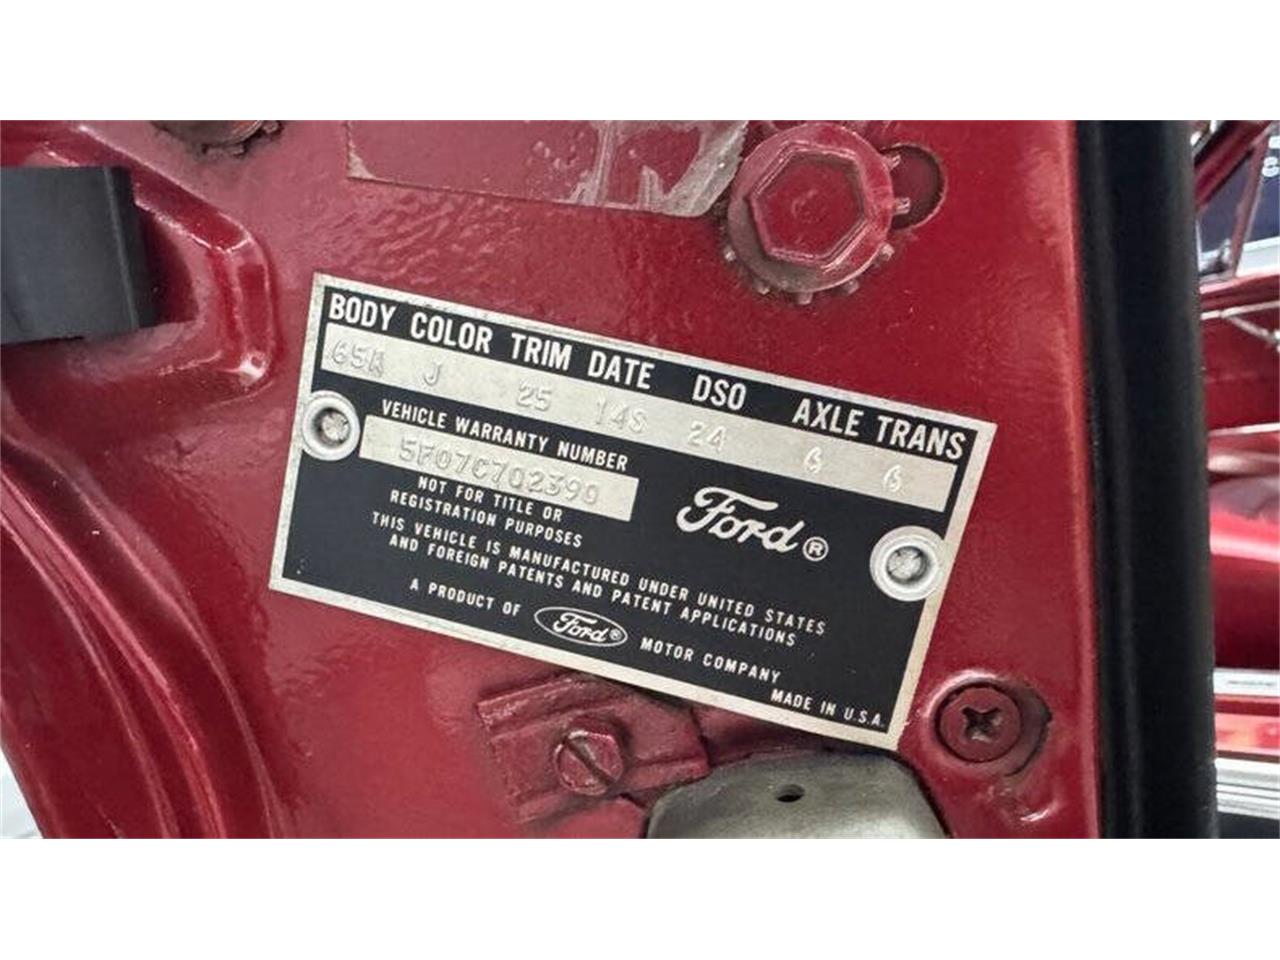 BODY COLOR TRIM DATE DSO AXLE TRANS
65A J 25 14S 24 6 6
VEHICLE WARRANTY NUMBER
5F07C702390
NOT FOR TITLE OR
REGISTRATION PURPOSES
Ford®
THIS VEHICLE IS MANUFACTURED UNDER UNITED STATES
AND FOREIGN PATENTS AND PATENT APPLICATIONS
A PRODUCT OF Ford® MOTOR COMPANY
MADE IN U.S.A.